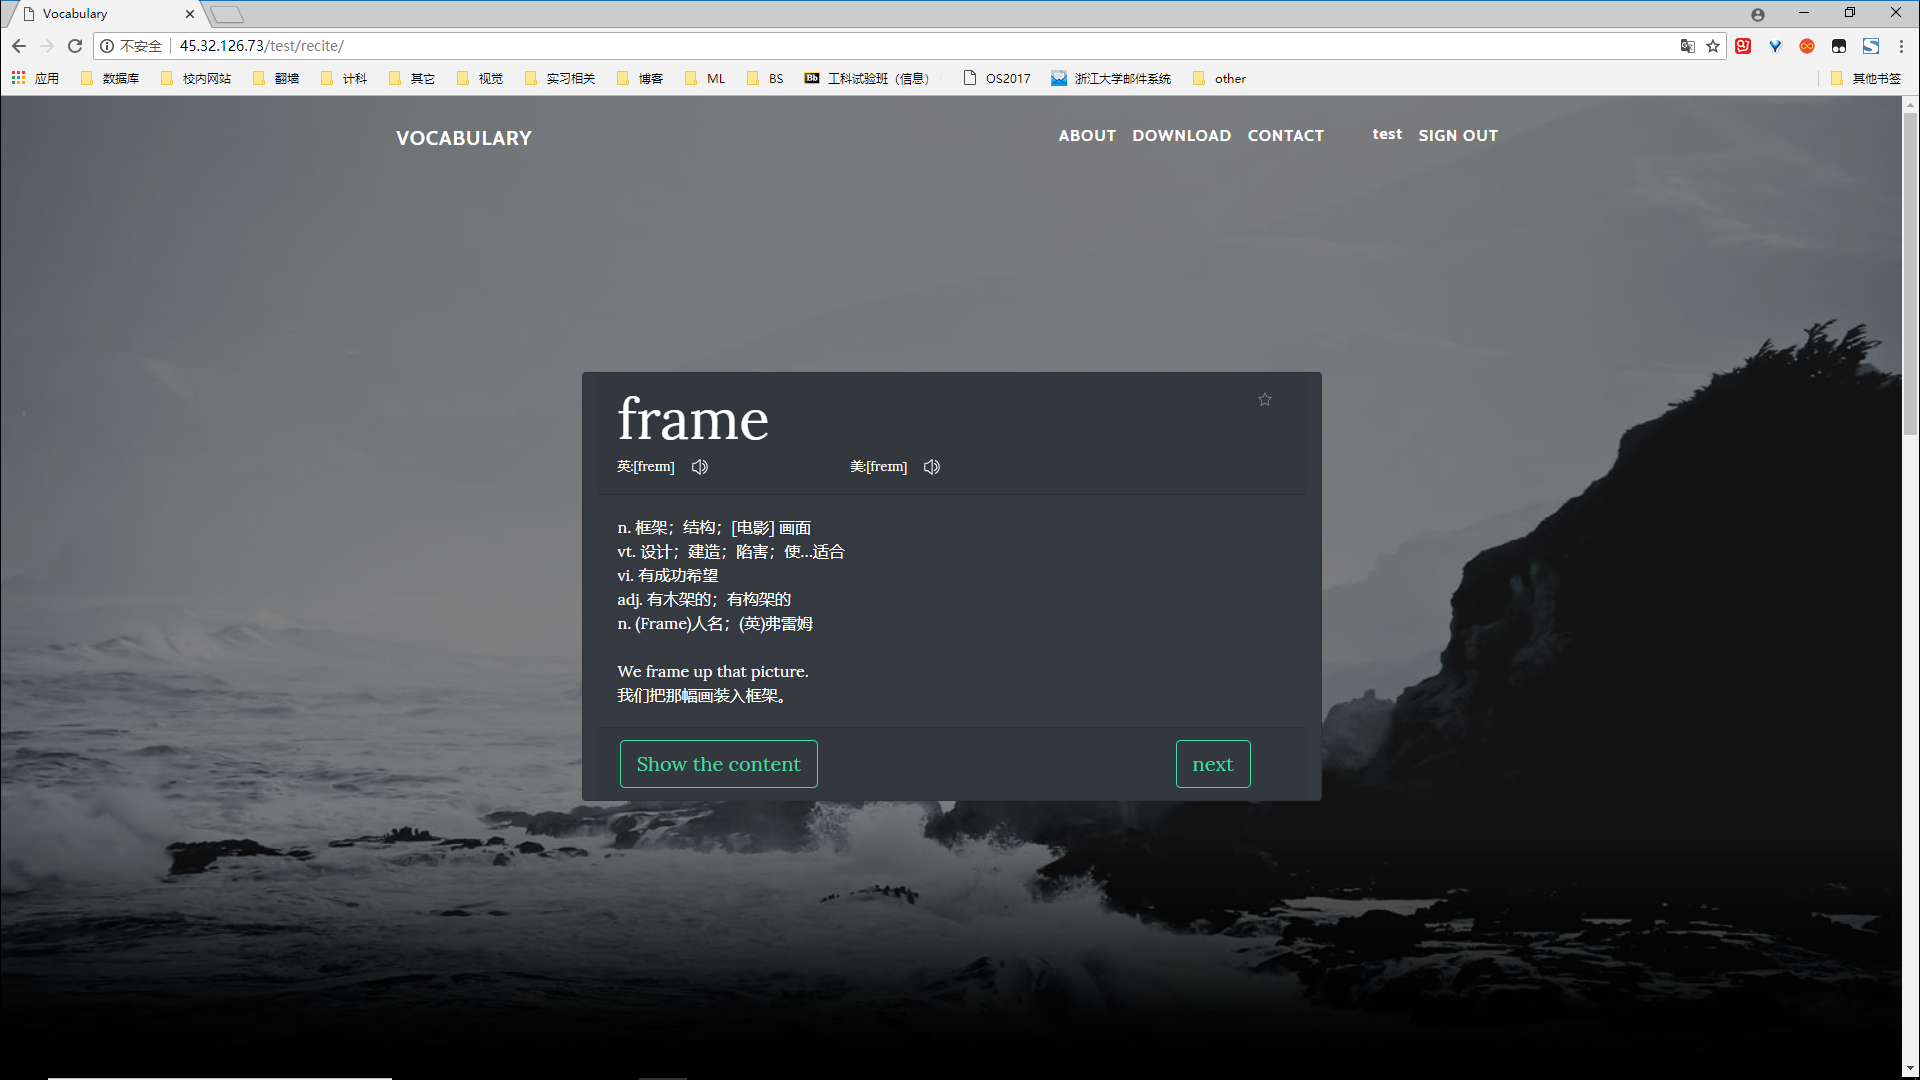 Vocabulary
不安全 45.32.126.73/test/recite/
应用 数据库 校内网站 翻墙 计科 其它 视觉 实习相关 博客 ML BS Bb 工科试验班（信息） OS2017 浙江大学邮件系统 other 其他书签
VOCABULARY ABOUT DOWNLOAD CONTACT test SIGN OUT
frame
英:[freɪm] 美:[freɪm]
n. 框架；结构；[电影] 画面
vt. 设计；建造；陷害；使...适合
vi. 有成功希望
adj. 有木架的；有构架的
n. (Frame)人名；(英)弗雷姆
We frame up that picture.
我们把那幅画装入框架。
Show the content next